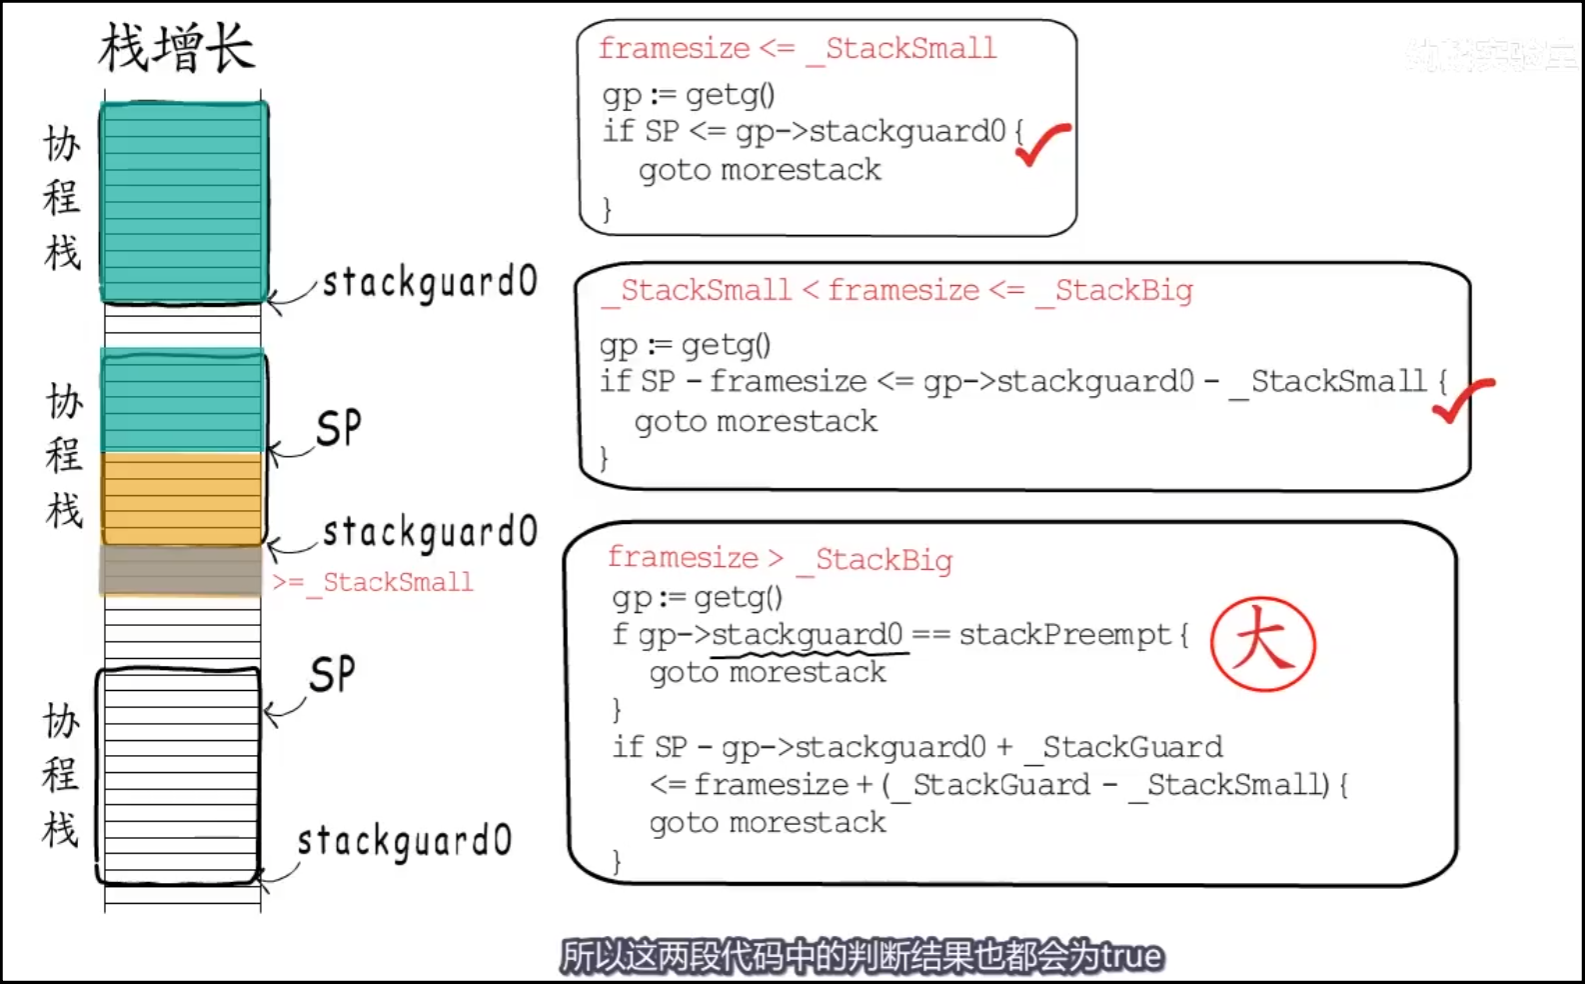 栈增长
协程栈
stackguard0
协程栈
SP
stackguard0
>=_StackSmall
协程栈
SP
stackguard0
framesize <= _StackSmall
gp := getg()
if SP <= gp->stackguard0 {
goto morestack
}
_StackSmall < framesize <= _StackBig
gp := getg()
if SP - framesize <= gp->stackguard0 - _StackSmall {
goto morestack
}
framesize > _StackBig
gp := getg()
f gp->stackguard0 == stackPreempt {
goto morestack
}
大
if SP - gp->stackguard0 + _StackGuard
<= framesize + (_StackGuard - _StackSmall) {
goto morestack
}
所以这两段代码中的判断结果也都会为true